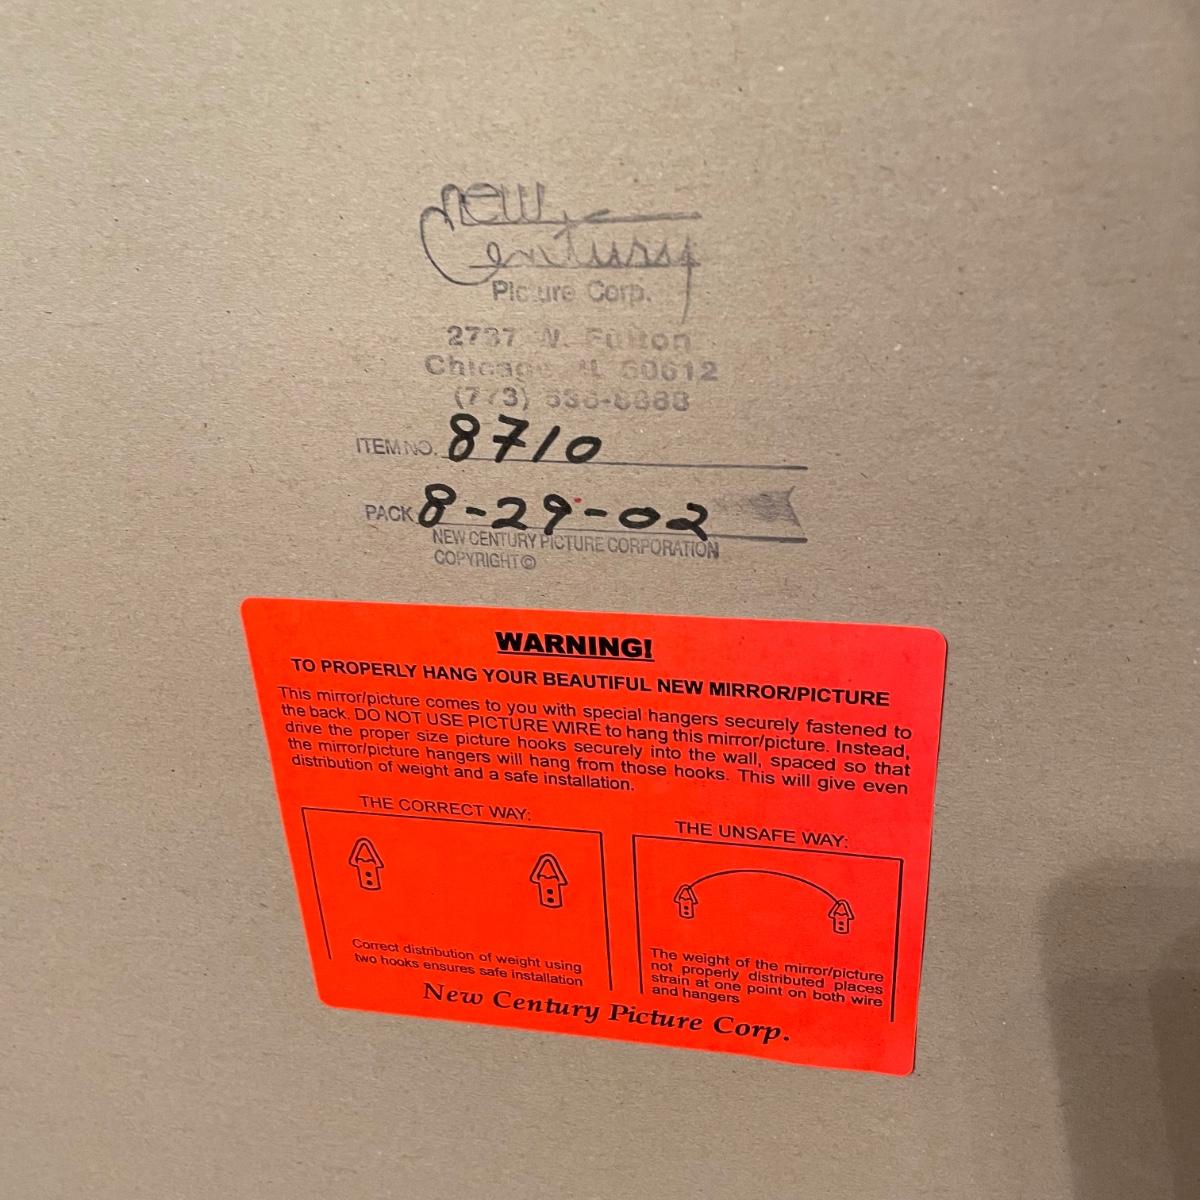 New
Century
Picture Corp.
2737 W. Fulton
Chicago, IL 60612
ITEM NO. 8710
PACK 8-29-02
NEW CENTURY PICTURE CORPORATION
COPYRIGHT ©
WARNING!
TO PROPERLY HANG YOUR BEAUTIFUL NEW MIRROR/PICTURE
This mirror/picture comes to you with special hangers securely fastened to
the back. DO NOT USE PICTURE WIRE to hang this mirror/picture. Instead,
drive the proper size picture hooks securely into the wall, spaced so that
the mirror/picture hangers will hang from those hooks. This will give even
distribution of weight and a safe installation.
THE CORRECT WAY:
Correct distribution of weight using
two hooks ensures safe installation
THE UNSAFE WAY:
The weight of the mirror/picture
not properly distributed places
strain at one point on both wire
and hangers
New Century Picture Corp.